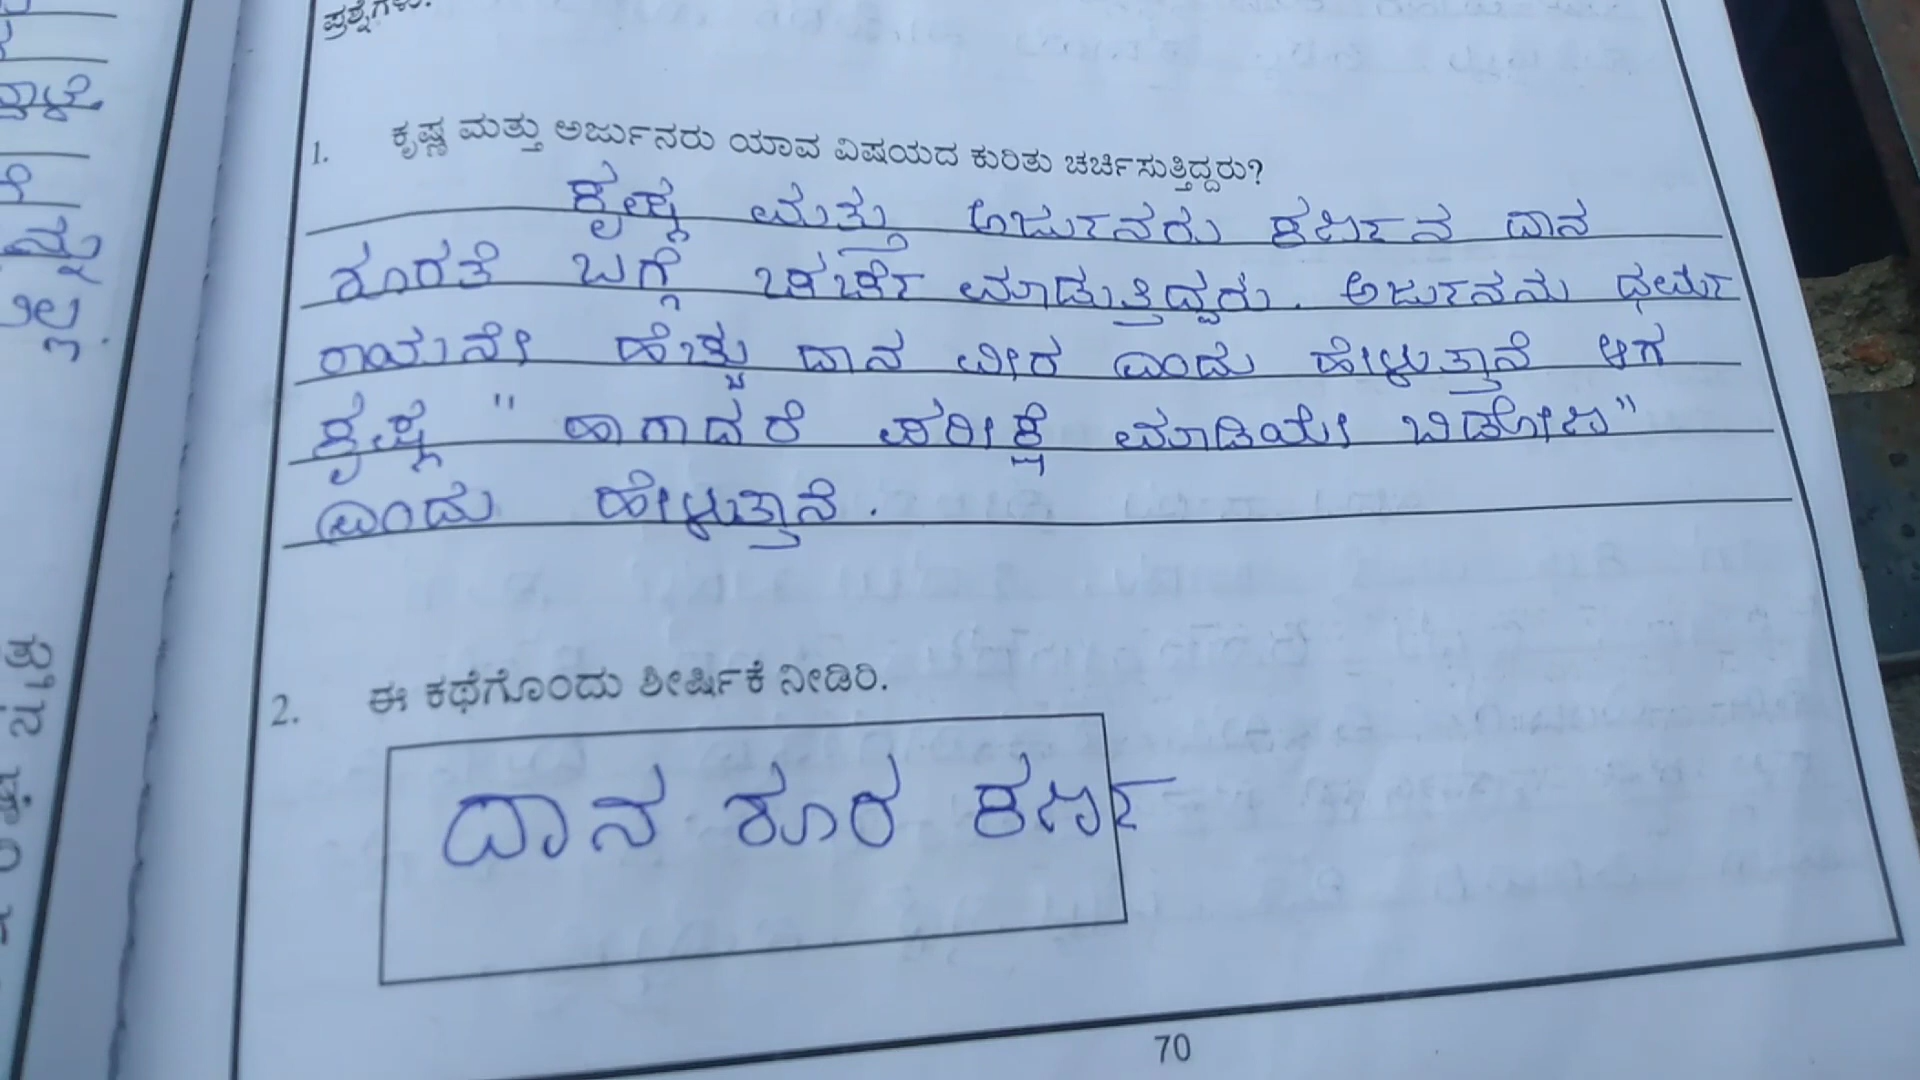 ಪ್ರಶ್ನೆಗಳು:
1. ಕೃಷ್ಣ ಮತ್ತು ಅರ್ಜುನರು ಯಾವ ವಿಷಯದ ಕುರಿತು ಚರ್ಚಿಸುತ್ತಿದ್ದರು?
ಕೃಷ್ಣ ಮತ್ತು ಅರ್ಜುನರು ಕರ್ಣನ ದಾನ
ಶೂರತೆ ಬಗ್ಗೆ ಚರ್ಚೆ ಮಾಡುತ್ತಿದ್ದರು. ಅರ್ಜುನನು ಧರ್ಮ
ರಾಯನೇ ಹೆಚ್ಚು ದಾನ ವೀರ ಎಂದು ಹೇಳುತ್ತಾನೆ ಆಗ
ಕೃಷ್ಣ "ಹಾಗಾದರೆ ಪರೀಕ್ಷೆ ಮಾಡಿಯೇ ಬಿಡೋಣ"
ಎಂದು ಹೇಳುತ್ತಾನೆ.
2. ಈ ಕಥೆಗೊಂದು ಶೀರ್ಷಿಕೆ ನೀಡಿರಿ.
ದಾನ ಶೂರ ಕರ್ಣ
70